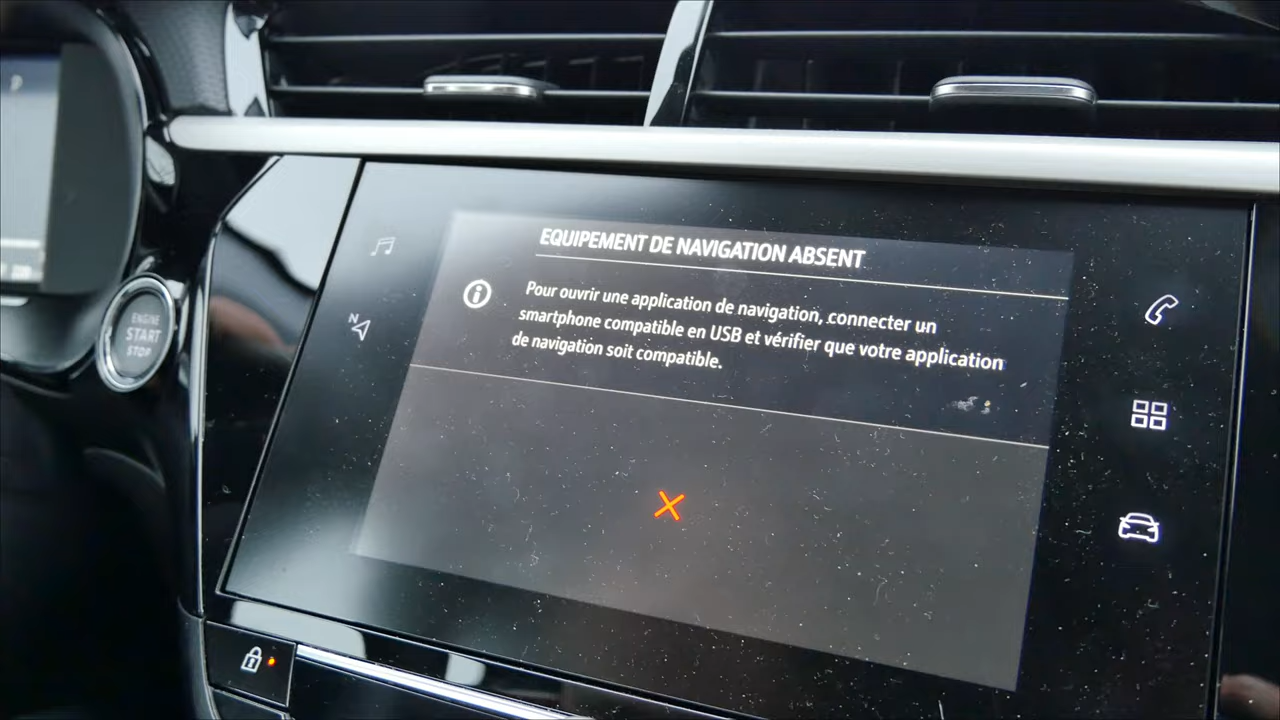 P
EQUIPEMENT DE NAVIGATION ABSENT
Pour ouvrir une application de navigation, connecter un
smartphone compatible en USB et vérifier que votre application
de navigation soit compatible.
N
ENGINE
START
STOP